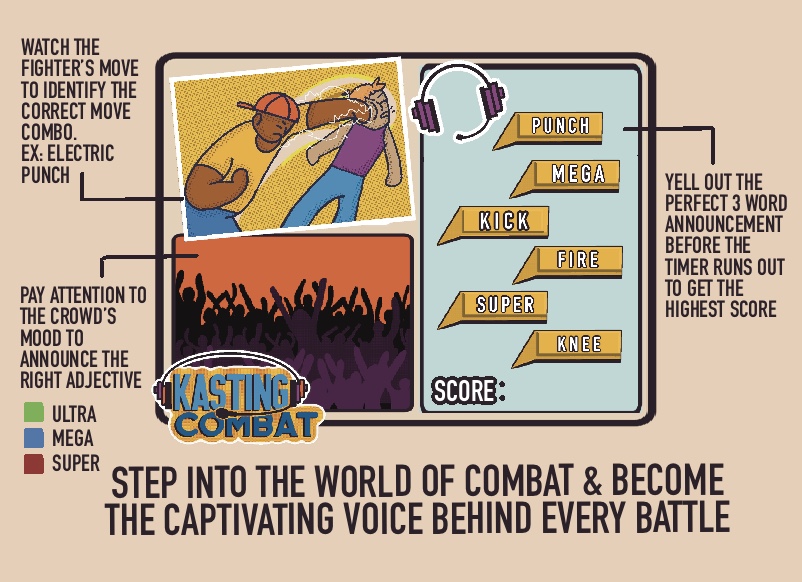 WATCH THE
FIGHTER'S MOVE
TO IDENTIFY THE
CORRECT MOVE
COMBO.
EX: ELECTRIC
PUNCH
PAY ATTENTION TO
THE CROWD'S
MOOD TO
ANNOUNCE THE
RIGHT ADJECTIVE
ULTRA
MEGA
SUPER
KASTING
COMBAT
PUNCH
MEGA
KICK
FIRE
SUPER
KNEE
SCORE:
YELL OUT THE
PERFECT 3 WORD
ANNOUNCEMENT
BEFORE THE
TIMER RUNS OUT
TO GET THE
HIGHEST SCORE
STEP INTO THE WORLD OF COMBAT & BECOME
THE CAPTIVATING VOICE BEHIND EVERY BATTLE